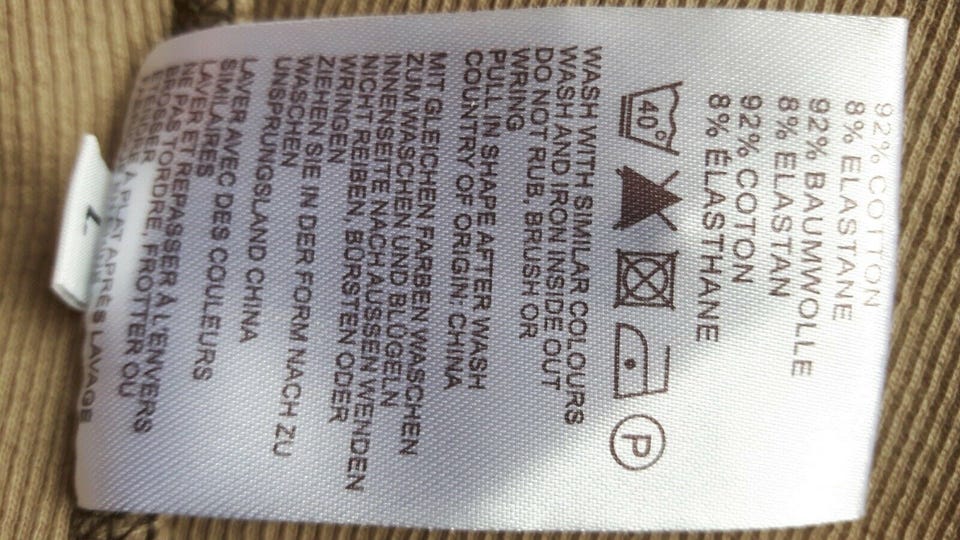 92% COTTON
8% ELASTANE
92% BAUMWOLLE
8% ELASTAN
92% COTON
8% ÉLASTHANE
40°
P
WASH WITH SIMILAR COLOURS
WASH AND IRON INSIDE OUT
DO NOT RUB, BRUSH OR
WRING
PULL IN SHAPE AFTER WASH
COUNTRY OF ORIGIN: CHINA
MIT GLEICHEN FARBEN WASCHEN
ZUM WASCHEN UND BÜGELN
INNENSEITE NACH AUSSEN WENDEN
NICHT REIBEN, BÜRSTEN ODER
WRINGEN
ZIEHEN SIE IN DER FORM NACH ZU
WASCHEN
UNSPRUNGSLAND CHINA
LAVER AVEC DES COULEURS
SIMILAIRES
LAVER ET REPASSER À L'ENVERS
NE PAS TORDRE, FROTTER OU
APRÈS LAVAGE